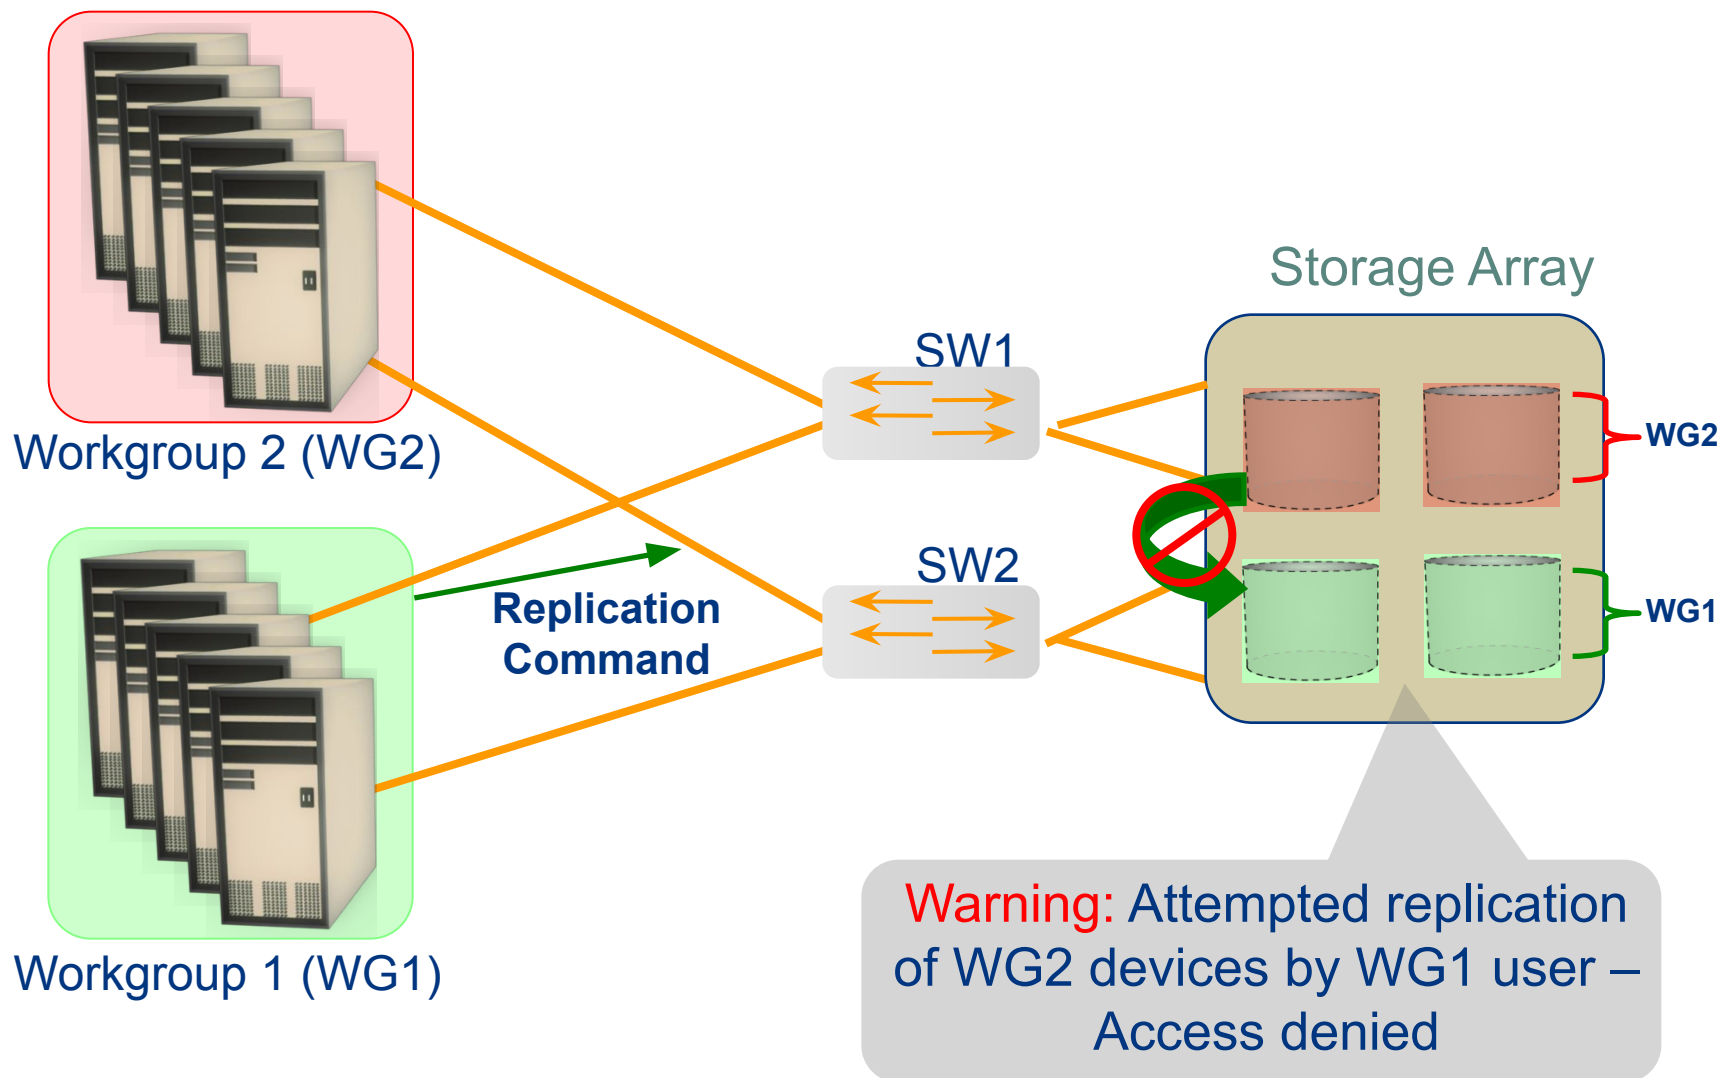 Storage Array
SW1
WG2
Workgroup 2 (WG2)
SW2
Replication
Command
WG1
Warning: Attempted replication
of WG2 devices by WG1 user –
Access denied
Workgroup 1 (WG1)